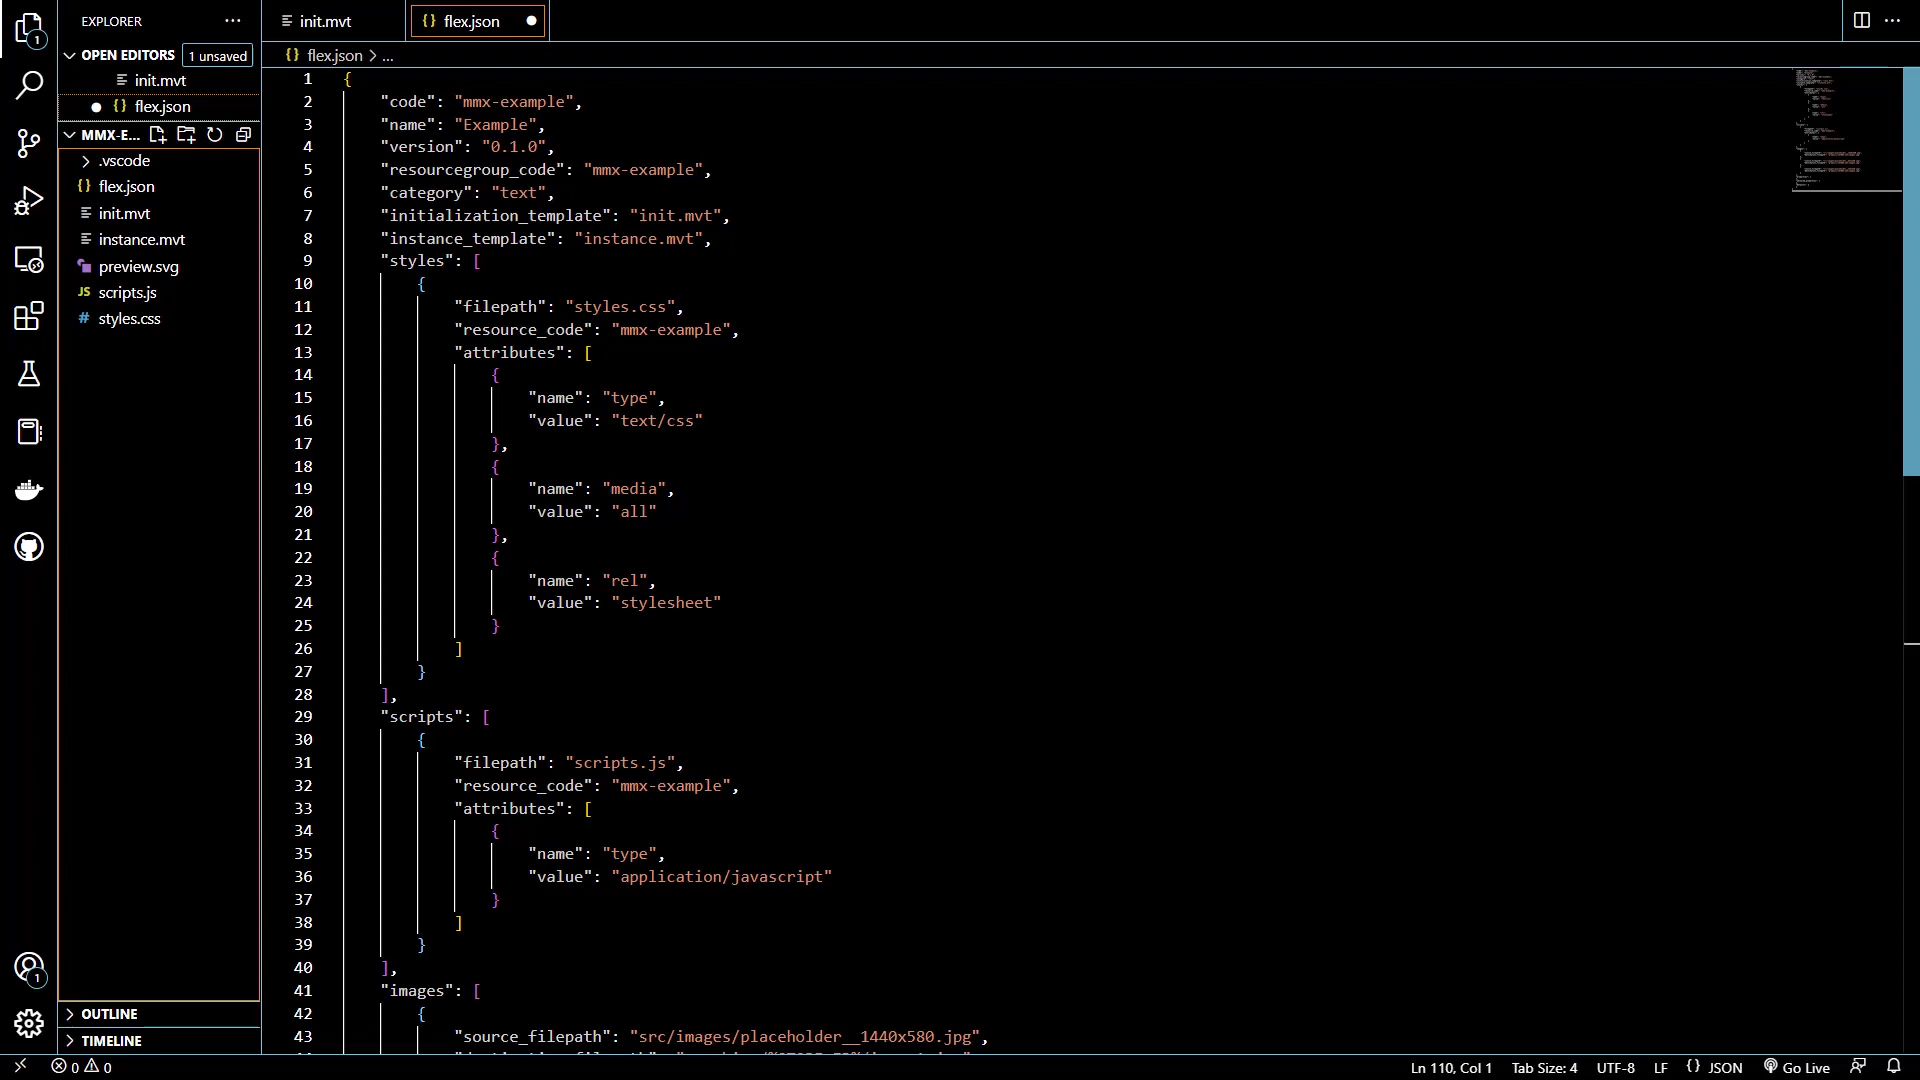 EXPLORER
OPEN EDITORS 1 unsaved
init.mvt
flex.json
MMX-E...
.vscode
flex.json
init.mvt
instance.mvt
preview.svg
JS scripts.js
# styles.css
OUTLINE
TIMELINE
1
1
init.mvt
{} flex.json
{} flex.json > ...
1 {
2 "code": "mmx-example",
3 "name": "Example",
4 "version": "0.1.0",
5 "resourcegroup_code": "mmx-example",
6 "category": "text",
7 "initialization_template": "init.mvt",
8 "instance_template": "instance.mvt",
9 "styles": [
10 {
11 "filepath": "styles.css",
12 "resource_code": "mmx-example",
13 "attributes": [
14 {
15 "name": "type",
16 "value": "text/css"
17 },
18 {
19 "name": "media",
20 "value": "all"
21 },
22 {
23 "name": "rel",
24 "value": "stylesheet"
25 }
26 ]
27 }
28 ],
29 "scripts": [
30 {
31 "filepath": "scripts.js",
32 "resource_code": "mmx-example",
33 "attributes": [
34 {
35 "name": "type",
36 "value": "application/javascript"
37 }
38 ]
39 }
40 ],
41 "images": [
42 {
43 "source_filepath": "src/images/placeholder__1440x580.jpg",
0 0
Ln 110, Col 1 Tab Size: 4 UTF-8 LF {} JSON Go Live